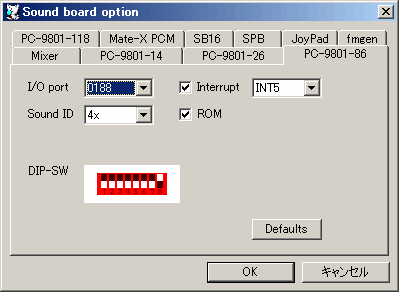 Sound board option
PC-9801-118 Mate-X PCM SB16 SPB JoyPad fmgen
Mixer PC-9801-14 PC-9801-26 PC-9801-86
I/O port 0188 Interrupt INT5
Sound ID 4x ROM
DIP-SW
Defaults
OK キャンセル